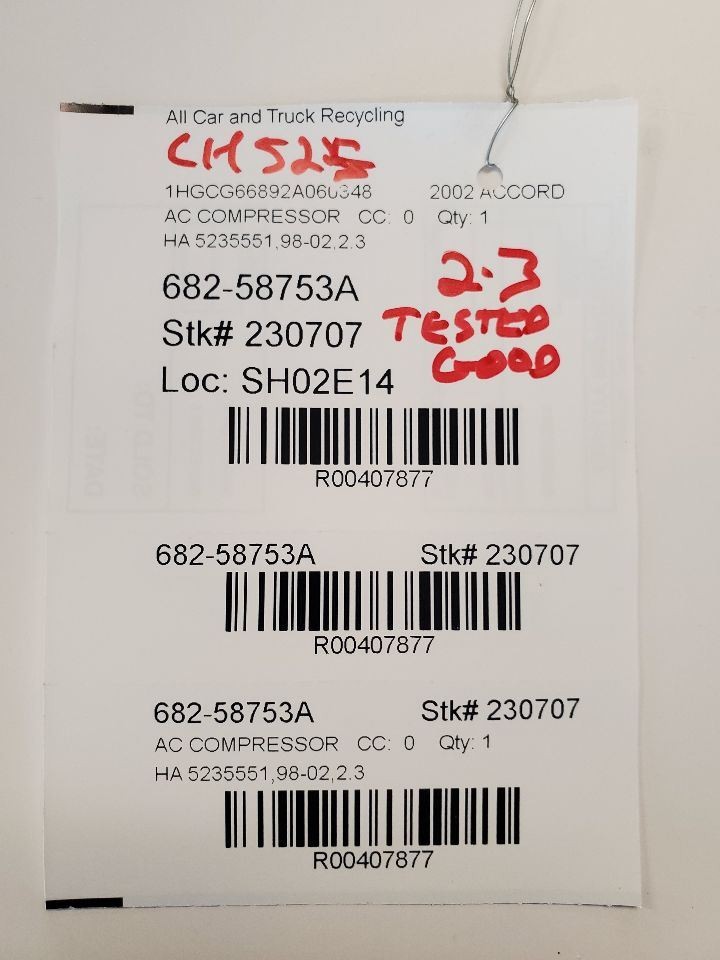 All Car and Truck Recycling
CH 525
1HGCG66892A060348 2002 ACCORD
AC COMPRESSOR CC: 0 Qty: 1
HA 5235551,98-02,2.3
2.3
682-58753A
TESTED
Stk# 230707
GOOD
Loc: SH02E14
R00407877
682-58753A Stk# 230707
R00407877
682-58753A Stk# 230707
AC COMPRESSOR CC: 0 Qty: 1
HA 5235551,98-02,2.3
R00407877